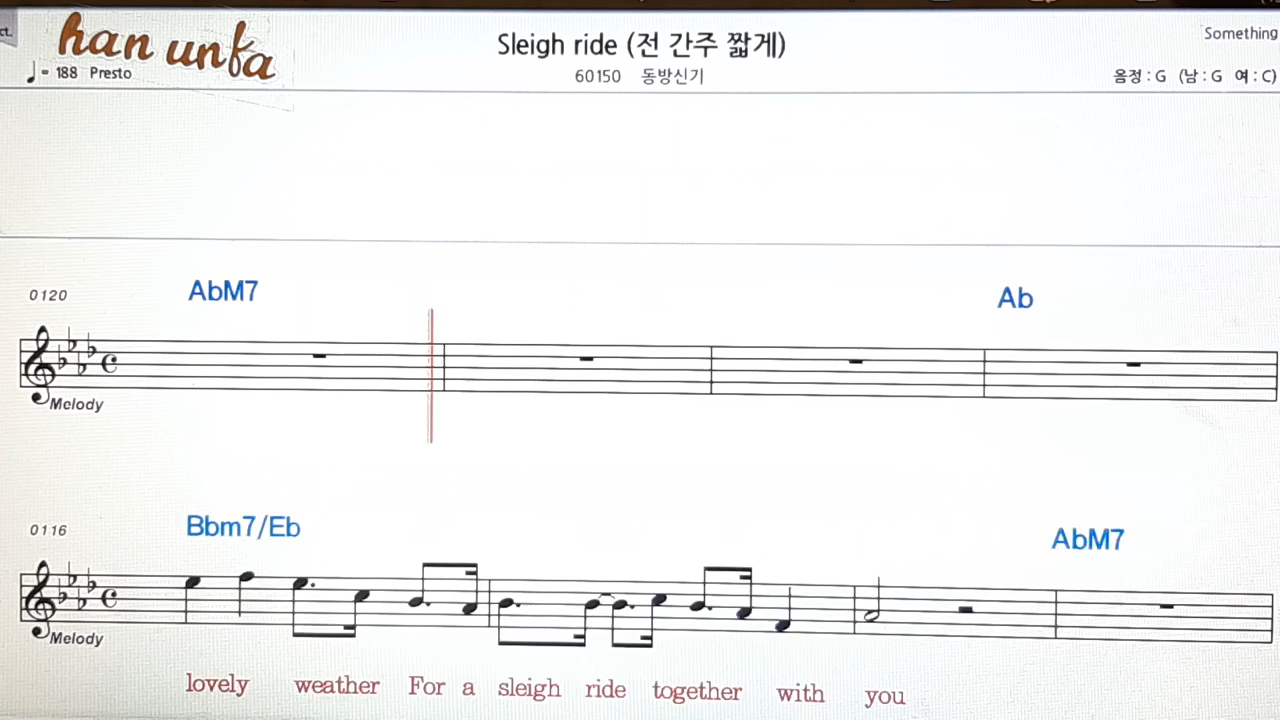 ct.
han unfa
Sleigh ride (전 간주 짧게)
Something
= 188 Presto
60150 동방신기
음정 : G (남 : G 여 : C)
0120
AbM7
Ab
Melody
0116
Bbm7/Eb
AbM7
Melody
lovely weather For a sleigh ride together with you